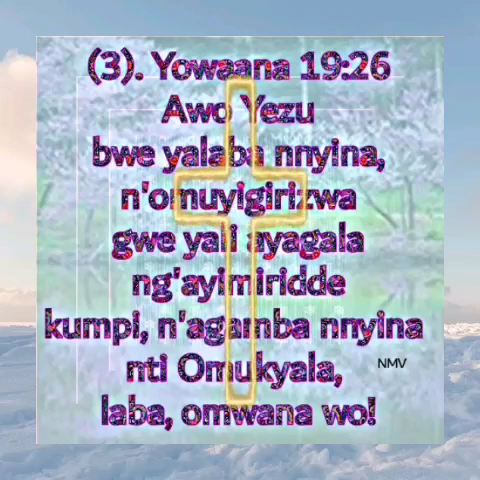 (3). Yowaana 19:26
Awo Yezu
bwe yalaba nnyina,
n'omuyigirizwa
gwe yali ayagala
ng'ayimiridde
kumpi, n'agamba nnyina
nti Omukyala,
NMV
laba, omwana wo!